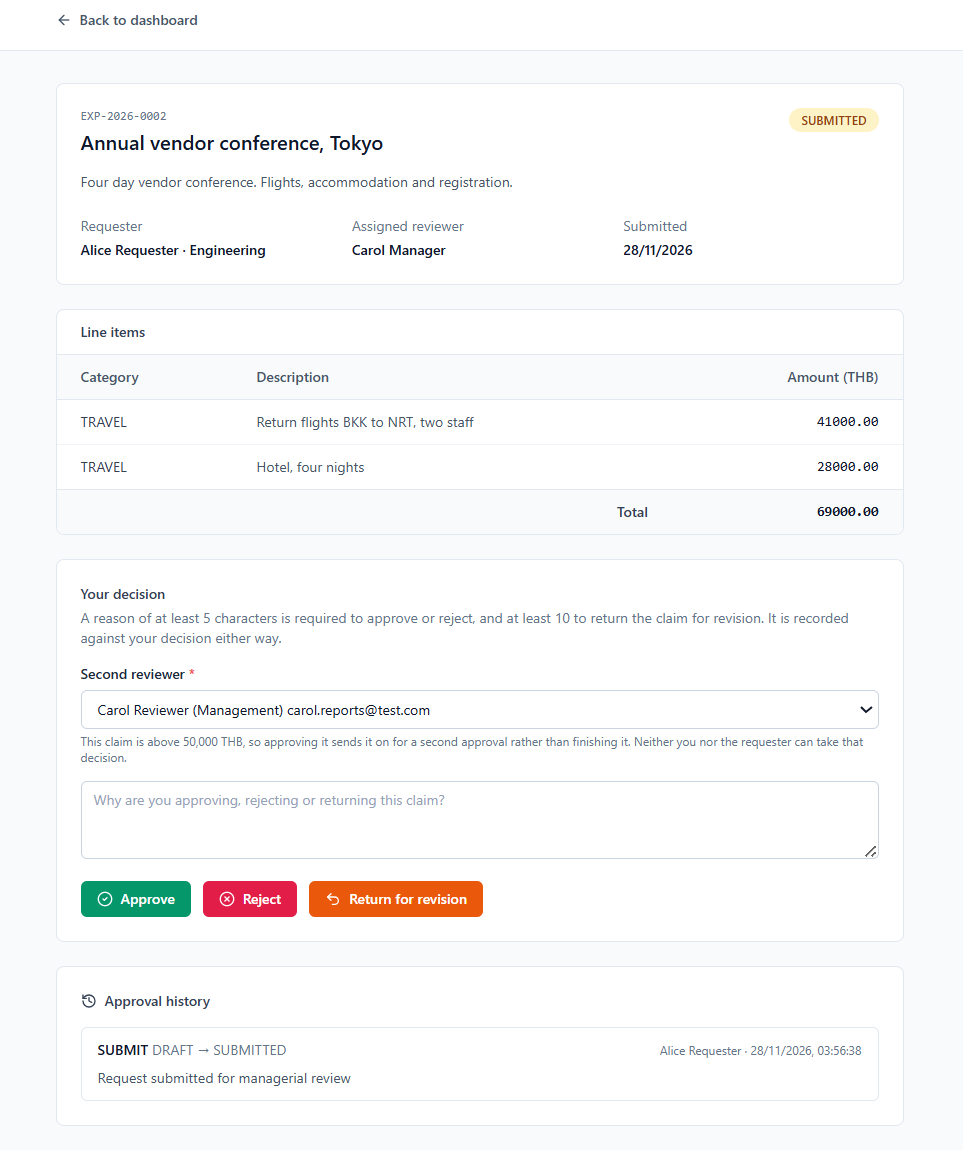 Back to dashboard
EXP-2026-0002
SUBMITTED
Annual vendor conference, Tokyo
Four day vendor conference. Flights, accommodation and registration.
Requester Assigned reviewer Submitted
Alice Requester · Engineering Carol Manager 28/11/2026
Line items
Category Description Amount (THB)
TRAVEL Return flights BKK to NRT, two staff 41000.00
TRAVEL Hotel, four nights 28000.00
Total 69000.00
Your decision
A reason of at least 5 characters is required to approve or reject, and at least 10 to return the claim for revision. It is recorded
against your decision either way.
Second reviewer *
Carol Reviewer (Management) carol.reports@test.com
This claim is above 50,000 THB, so approving it sends it on for a second approval rather than finishing it. Neither you nor the requester can take that
decision.
Why are you approving, rejecting or returning this claim?
Approve Reject Return for revision
Approval history
SUBMIT DRAFT → SUBMITTED Alice Requester · 28/11/2026, 03:56:38
Request submitted for managerial review